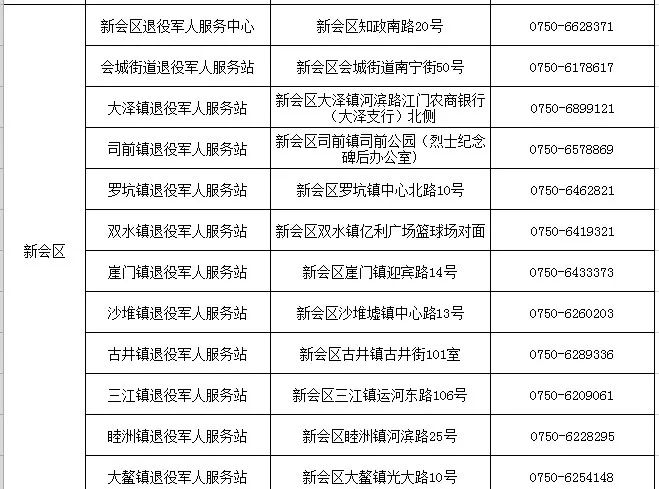 新会区
新会区退役军人服务中心 新会区知政南路20号 0750-6628371
会城街道退役军人服务站 新会区会城街道南宁街50号 0750-6178617
大泽镇退役军人服务站 新会区大泽镇河滨路江门农商银行
（大泽支行）北侧 0750-6899121
司前镇退役军人服务站 新会区司前镇司前公园（烈士纪念
碑后办公室） 0750-6578869
罗坑镇退役军人服务站 新会区罗坑镇中心北路10号 0750-6462821
双水镇退役军人服务站 新会区双水镇亿利广场篮球场对面 0750-6419321
崖门镇退役军人服务站 新会区崖门镇迎宾路14号 0750-6433373
沙堆镇退役军人服务站 新会区沙堆墟镇中心路13号 0750-6260203
古井镇退役军人服务站 新会区古井镇古井街101室 0750-6289336
三江镇退役军人服务站 新会区三江镇运河东路106号 0750-6209061
睦洲镇退役军人服务站 新会区睦洲镇河滨路25号 0750-6228295
大鳌镇退役军人服务站 新会区大鳌镇光大路10号 0750-6254148